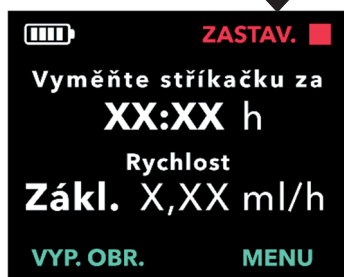 ZASTAV.
Vyměňte stříkačku za
XX:XX h
Rychlost
Zákl. X,XX ml/h
VYP. OBR. MENU